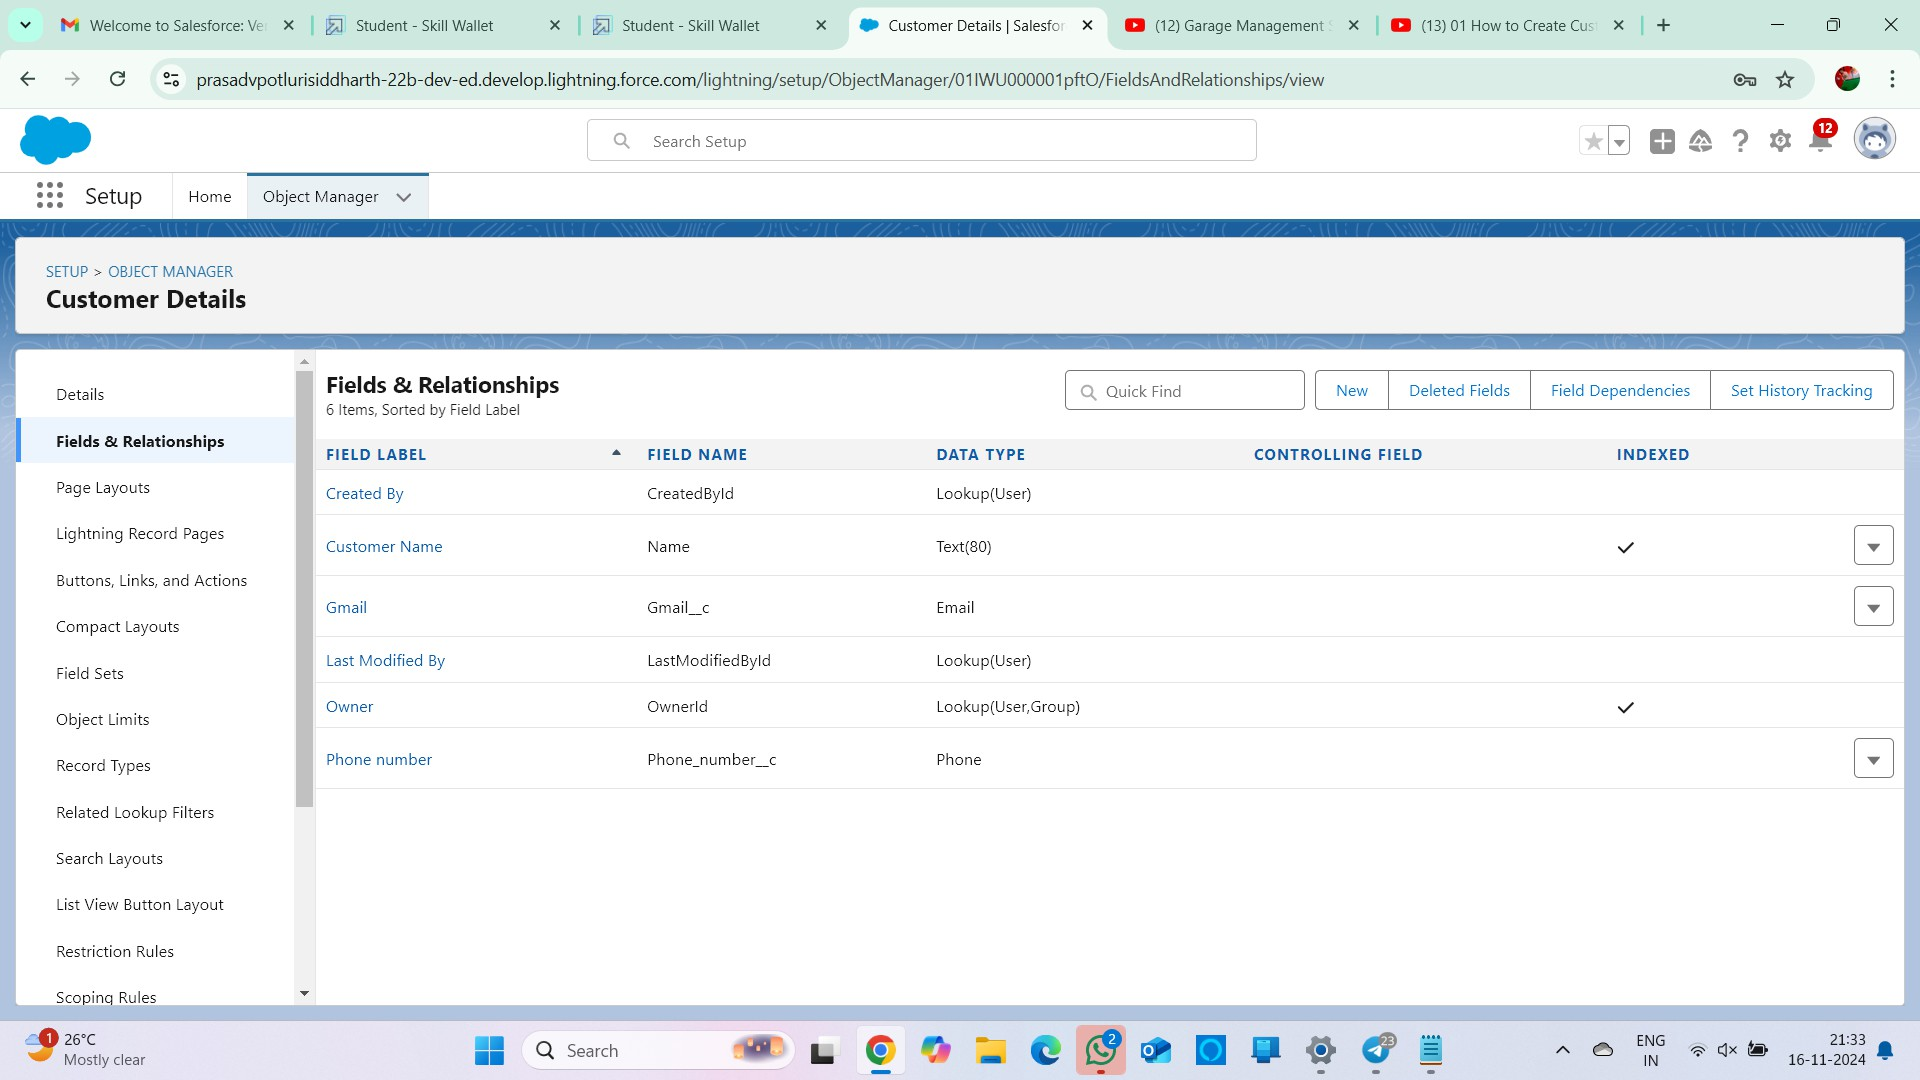 Welcome to Salesforce: Ver
Student - Skill Wallet
Student - Skill Wallet
Customer Details | Salesfor
(12) Garage Management S
(13) 01 How to Create Cust
prasadvpotlurisiddharth-22b-dev-ed.develop.lightning.force.com/lightning/setup/ObjectManager/01IWU000001pftO/FieldsAndRelationships/view
Search Setup
12
Setup
Home
Object Manager
SETUP > OBJECT MANAGER
Customer Details
Details
Fields & Relationships
Page Layouts
Lightning Record Pages
Buttons, Links, and Actions
Compact Layouts
Field Sets
Object Limits
Record Types
Related Lookup Filters
Search Layouts
List View Button Layout
Restriction Rules
Scoping Rules
Fields & Relationships
6 Items, Sorted by Field Label
Quick Find
New
Deleted Fields
Field Dependencies
Set History Tracking
FIELD LABEL FIELD NAME DATA TYPE CONTROLLING FIELD INDEXED
Created By CreatedById Lookup(User)
Customer Name Name Text(80)
Gmail Gmail__c Email
Last Modified By LastModifiedById Lookup(User)
Owner OwnerId Lookup(User,Group)
Phone number Phone_number__c Phone
1
26°C
Mostly clear
Search
2
23
ENG
IN
21:33
16-11-2024